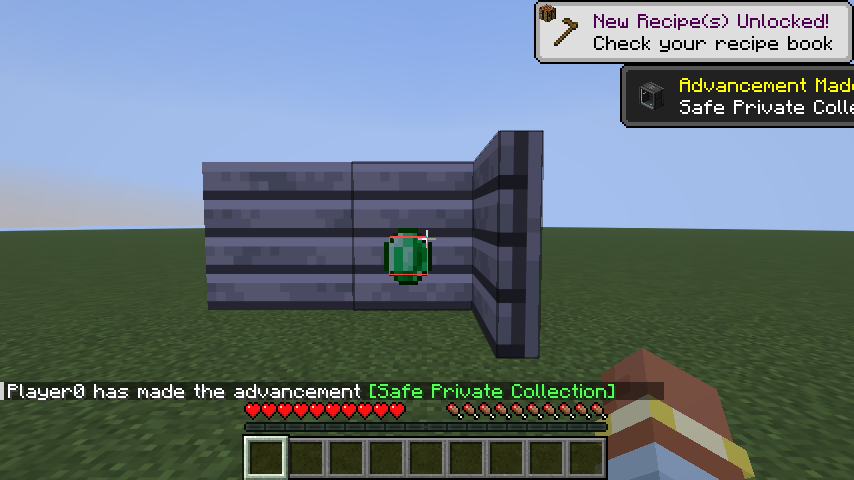 New Recipe(s) Unlocked!
Check your recipe book
Advancement Made
Safe Private Colle
Player0 has made the advancement [Safe Private Collection]